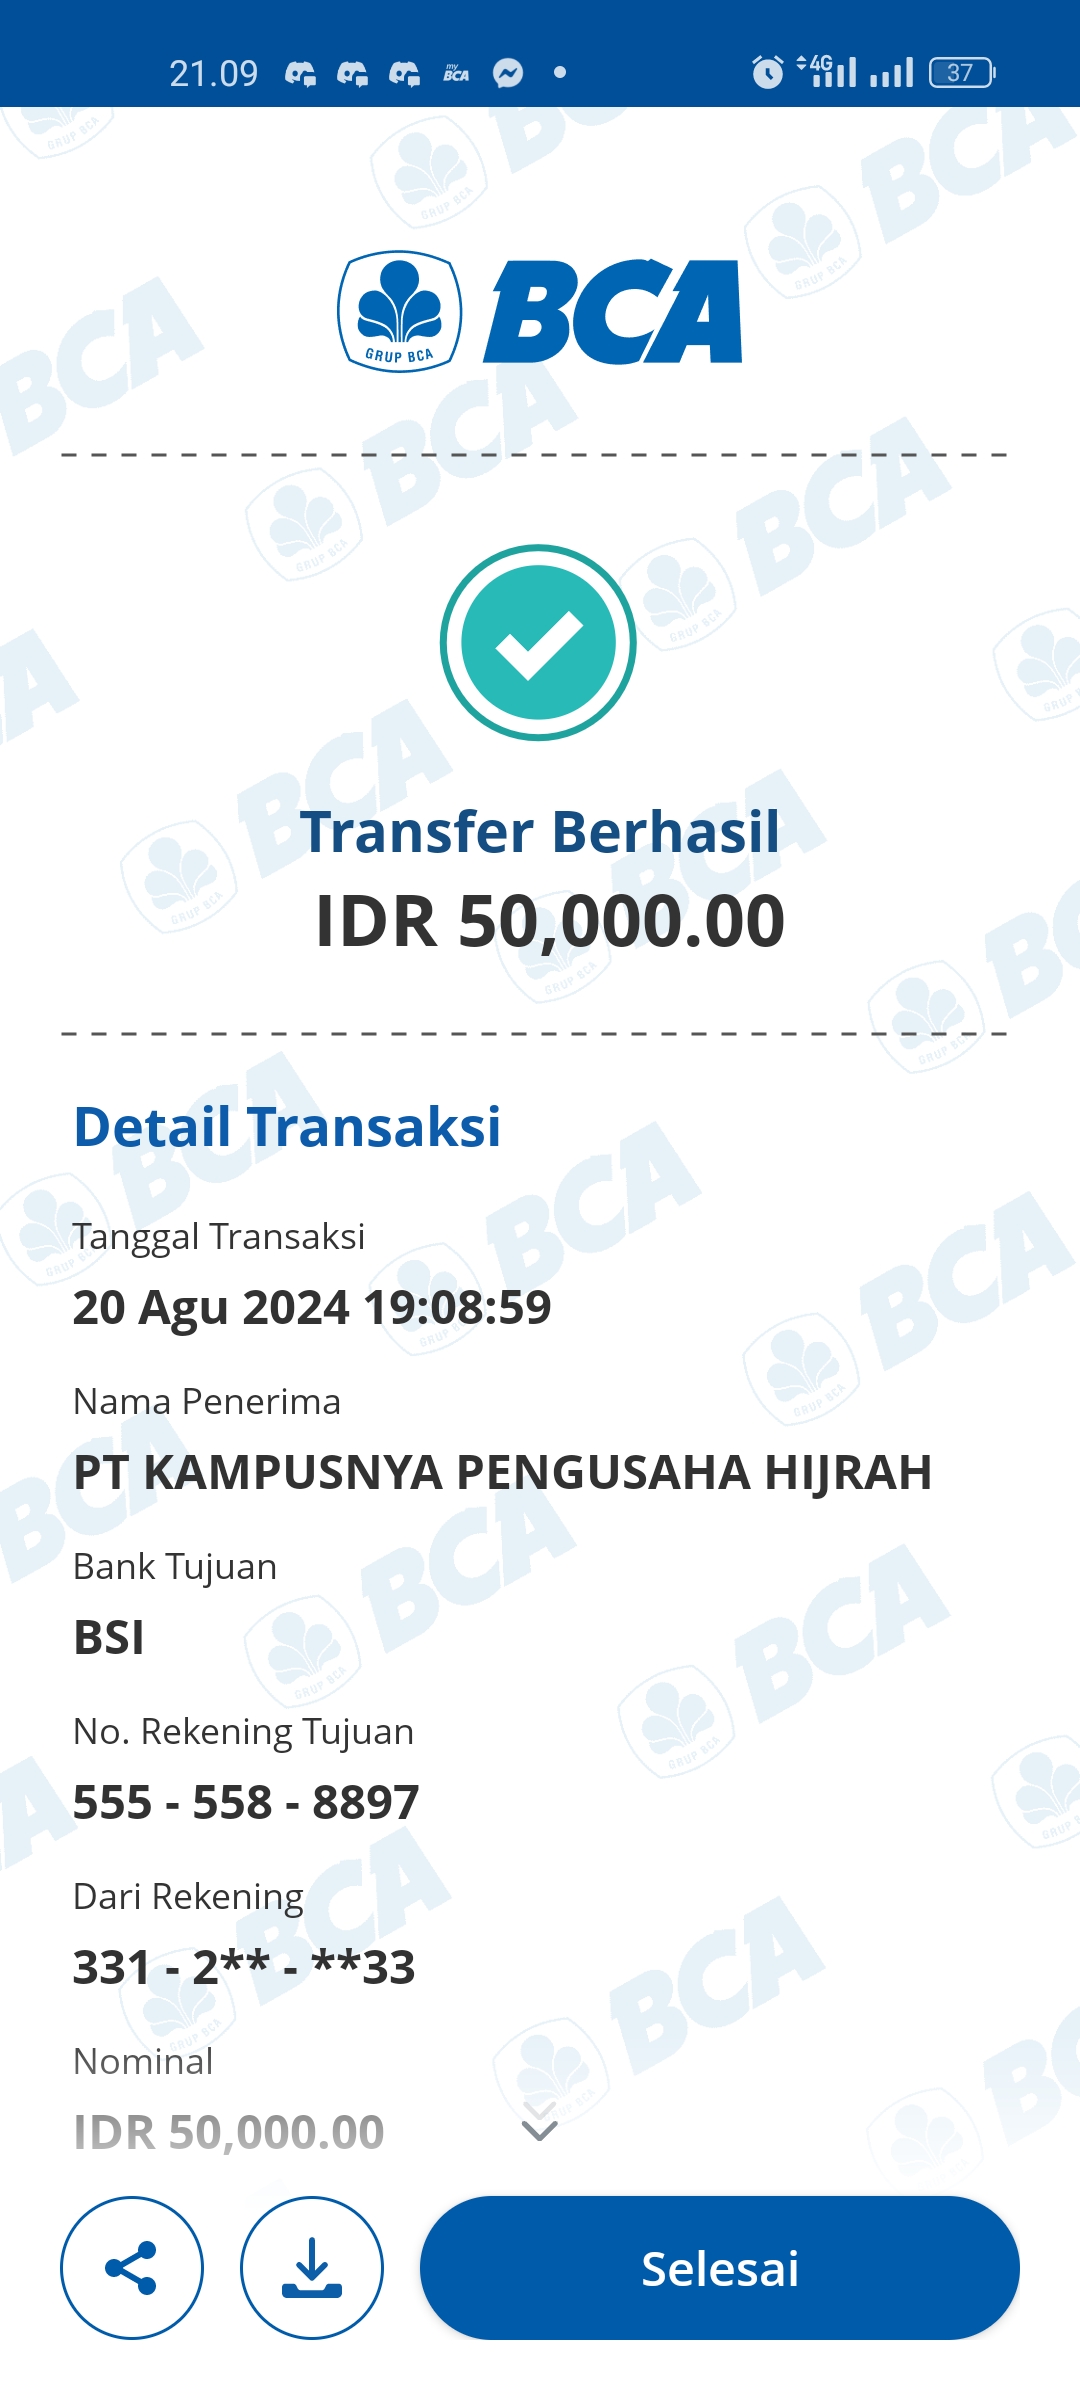 21.09 my BCA 4G 37
GRUP BCA BCA
Transfer Berhasil
IDR 50,000.00
Detail Transaksi
Tanggal Transaksi
20 Agu 2024 19:08:59
Nama Penerima
PT KAMPUSNYA PENGUSAHA HIJRAH
Bank Tujuan
BSI
No. Rekening Tujuan
555 - 558 - 8897
Dari Rekening
331 - 2** - **33
Nominal
IDR 50,000.00
Selesai